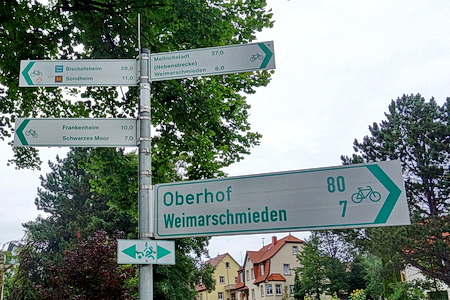 Bischofsheim 28,0
Sondheim 11,0
Mellrichstadt 27,0
(Nebenstrecke)
Weimarschmieden 8,0
Frankenheim 10,0
Schwarzes Moor 7,0
Oberhof 80
Weimarschmieden 7